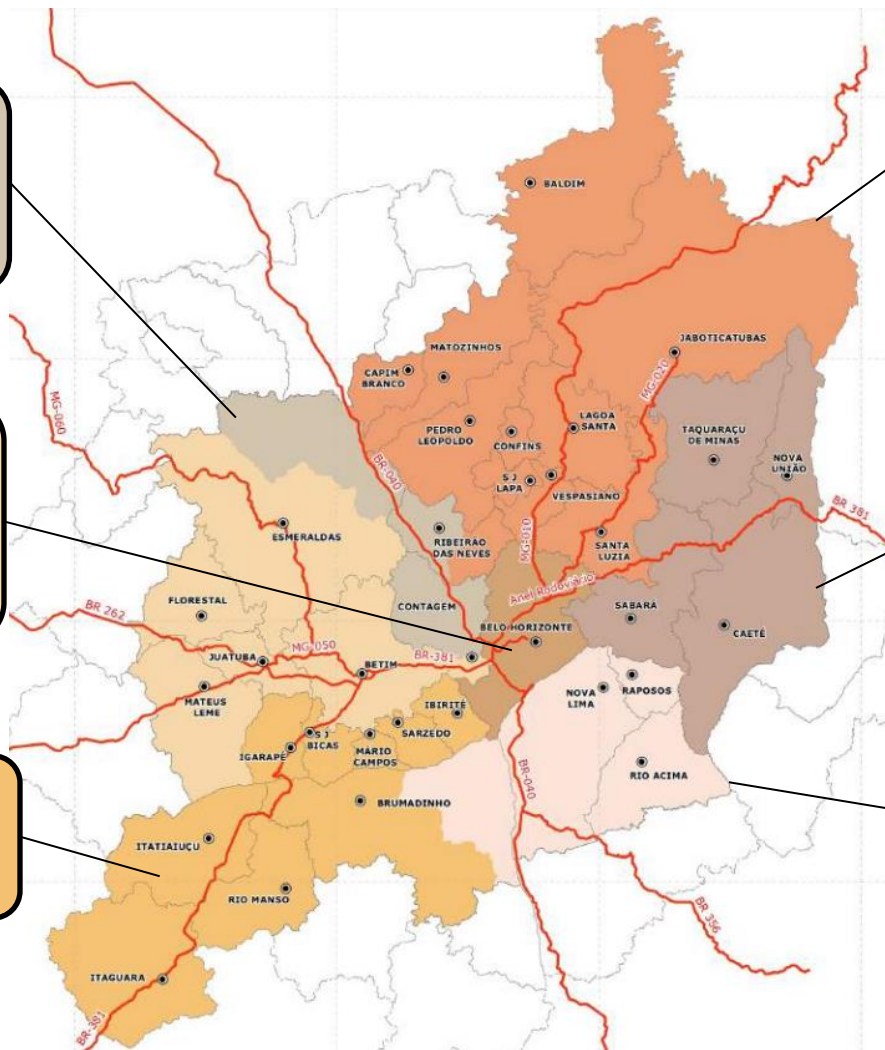 BALDIM
MATOZINHOS
JABOTICATUBAS
CAPIM
BRANCO
MG-020
MG-060
LAGOA
SANTA
PEDRO
LEOPOLDO
CONFINS
TAQUARAÇU
DE MINAS
NOVA
UNIÃO
BR-040
S J
LAPA
VESPASIANO
BR 381
ESMERALDAS
RIBEIRÃO
DAS NEVES
MG-010
SANTA
LUZIA
Anel Rodoviário
FLORESTAL
CONTAGEM
BR 262
SABARÁ
BELO HORIZONTE
CAETÉ
MG-050
JUATUBA
BETIM
BR-381
MATEUS
LEME
NOVA
LIMA
RAPOSOS
IBIRITÉ
S J
BICAS
SARZEDO
IGARAPÉ
MÁRIO
CAMPOS
RIO ACIMA
BR-040
BRUMADINHO
ITATIAIUÇU
RIO MANSO
BR 356
ITAGUARA
BR-381